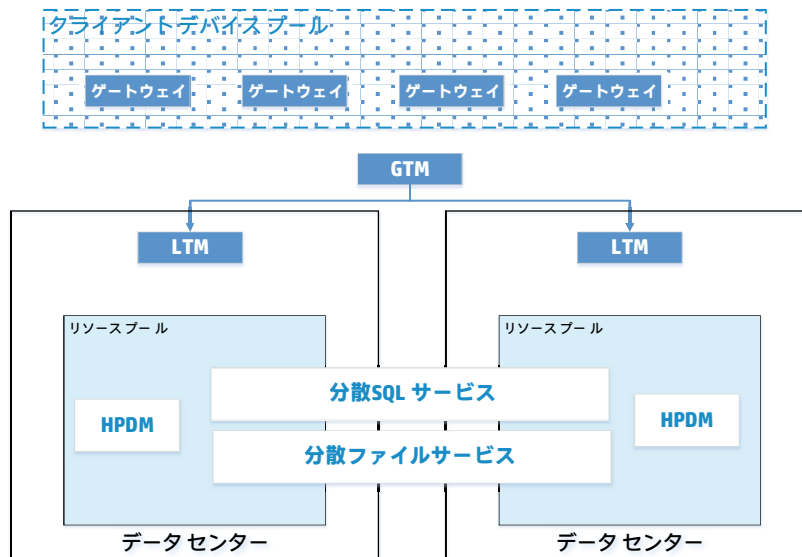 クライアントデバイス プール
ゲートウェイ ゲートウェイ ゲートウェイ ゲートウェイ
GTM
LTM LTM
リソース プール リソース プール
分散SQL サービス
HPDM HPDM
分散ファイルサービス
データ センター データ センター